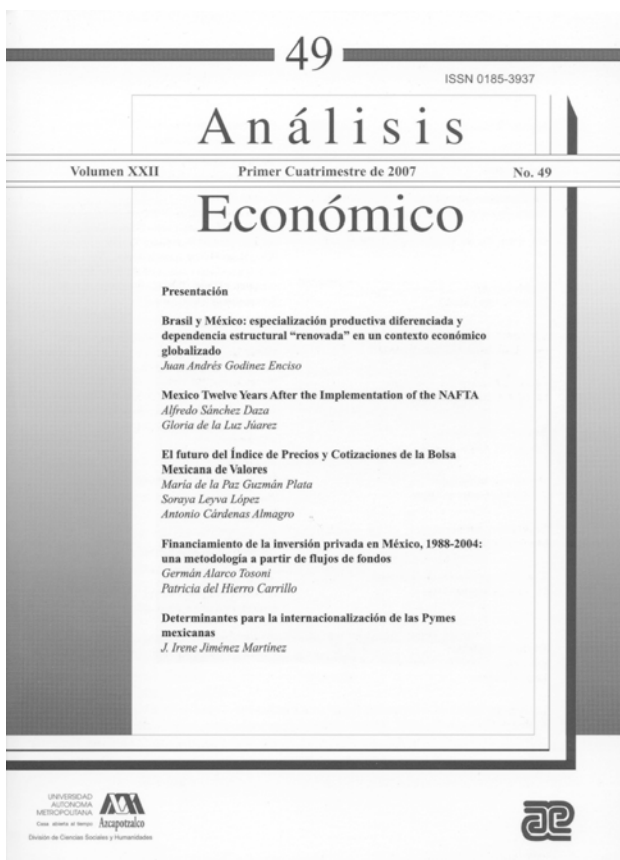 49
ISSN 0185-3937
Análisis
Volumen XXII Primer Cuatrimestre de 2007 No. 49
Económico
Presentación
Brasil y México: especialización productiva diferenciada y
dependencia estructural “renovada” en un contexto económico
globalizado
Juan Andrés Godínez Enciso
Mexico Twelve Years After the Implementation of the NAFTA
Alfredo Sánchez Daza
Gloria de la Luz Júarez
El futuro del Índice de Precios y Cotizaciones de la Bolsa
Mexicana de Valores
María de la Paz Guzmán Plata
Soraya Leyva López
Antonio Cárdenas Almagro
Financiamiento de la inversión privada en México, 1988-2004:
una metodología a partir de flujos de fondos
Germán Alarco Tosoni
Patricia del Hierro Carrillo
Determinantes para la internacionalización de las Pymes
mexicanas
J. Irene Jiménez Martínez
UNIVERSIDAD
AUTONOMA
METROPOLITANA
Casa abierta al tiempo Azcapotzalco
División de Ciencias Sociales y Humanidades
ae